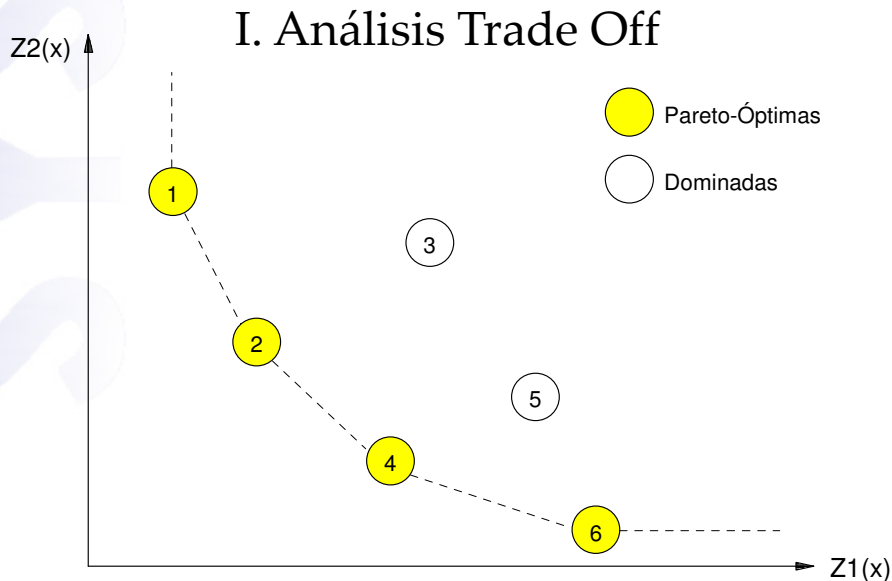 I. Análisis Trade Off
Z2(x)
Pareto-Óptimas
Dominadas
1
3
2
5
4
6
Z1(x)